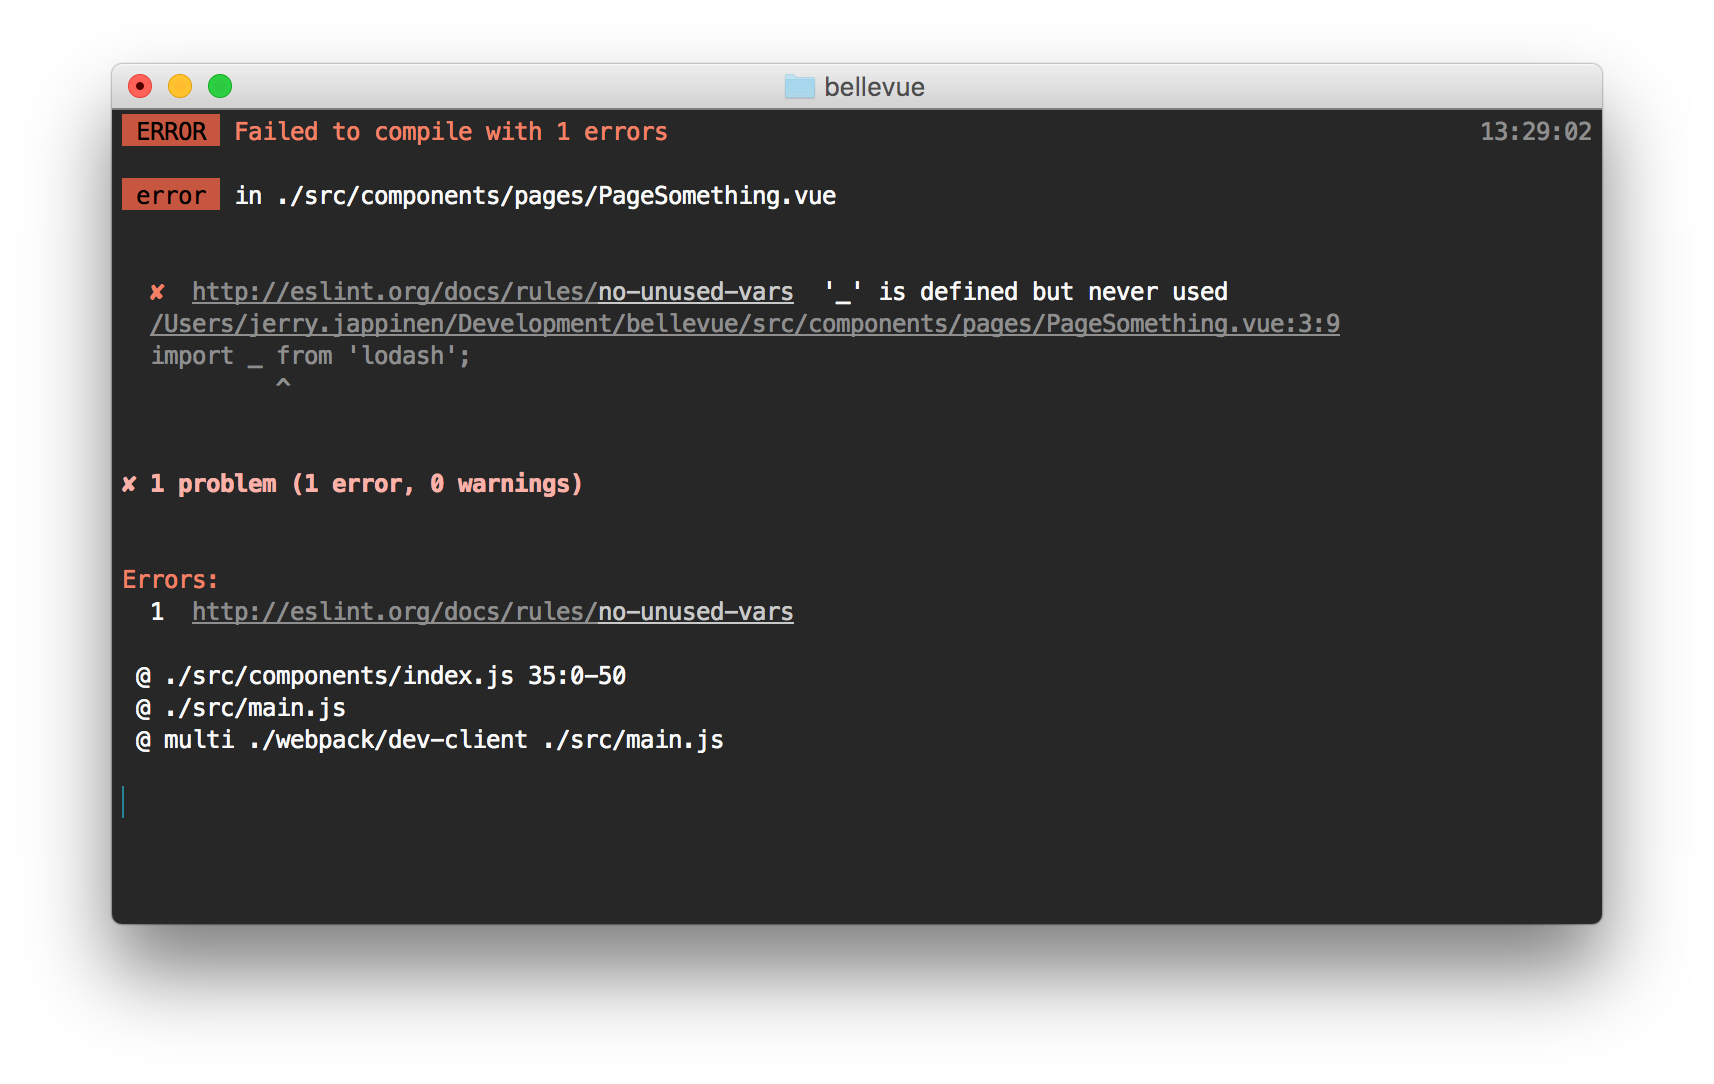 bellevue
ERROR Failed to compile with 1 errors 13:29:02
error in ./src/components/pages/PageSomething.vue
✘ http://eslint.org/docs/rules/no-unused-vars '_' is defined but never used
/Users/jerry.jappinen/Development/bellevue/src/components/pages/PageSomething.vue:3:9
import _ from 'lodash';
^
✘ 1 problem (1 error, 0 warnings)
Errors:
1 http://eslint.org/docs/rules/no-unused-vars
@ ./src/components/index.js 35:0-50
@ ./src/main.js
@ multi ./webpack/dev-client ./src/main.js